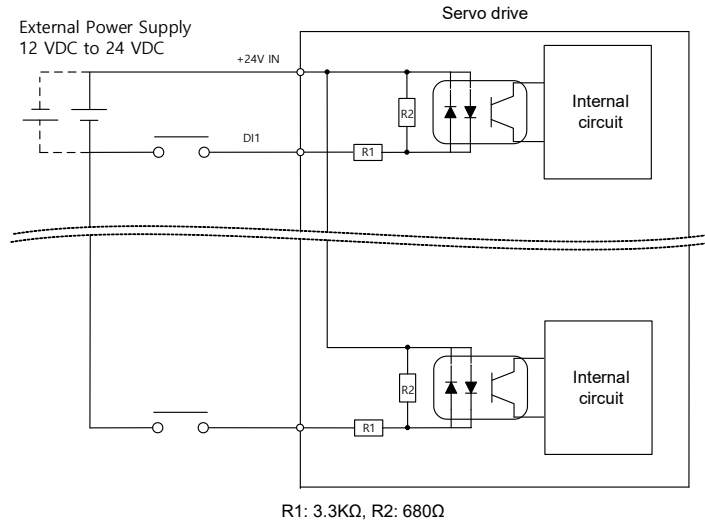 Servo drive
External Power Supply
12 VDC to 24 VDC
+24V IN
R2
Internal
circuit
DI1
R1
R2
Internal
circuit
R1
R1: 3.3KΩ, R2: 680Ω